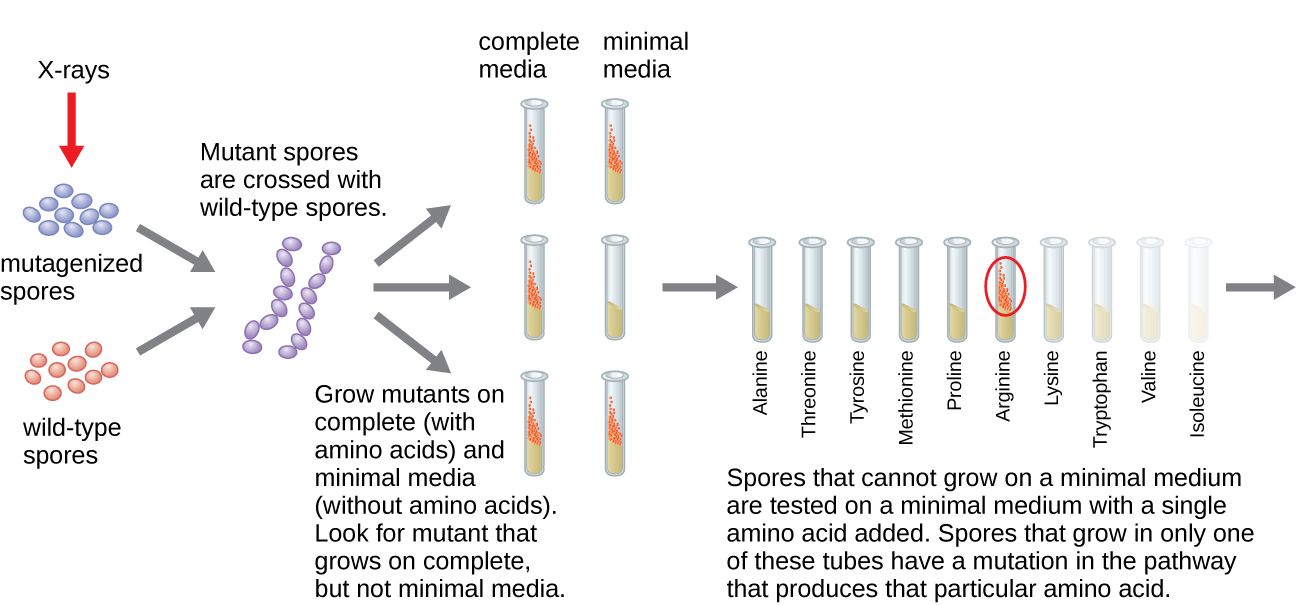 X-rays
mutagenized
spores
wild-type
spores
Mutant spores
are crossed with
wild-type spores.
Grow mutants on
complete (with
amino acids) and
minimal media
(without amino acids).
Look for mutant that
grows on complete,
but not minimal media.
complete
media
minimal
media
Alanine
Threonine
Tyrosine
Methionine
Proline
Arginine
Lysine
Tryptophan
Valine
Isoleucine
Spores that cannot grow on a minimal medium
are tested on a minimal medium with a single
amino acid added. Spores that grow in only one
of these tubes have a mutation in the pathway
that produces that particular amino acid.